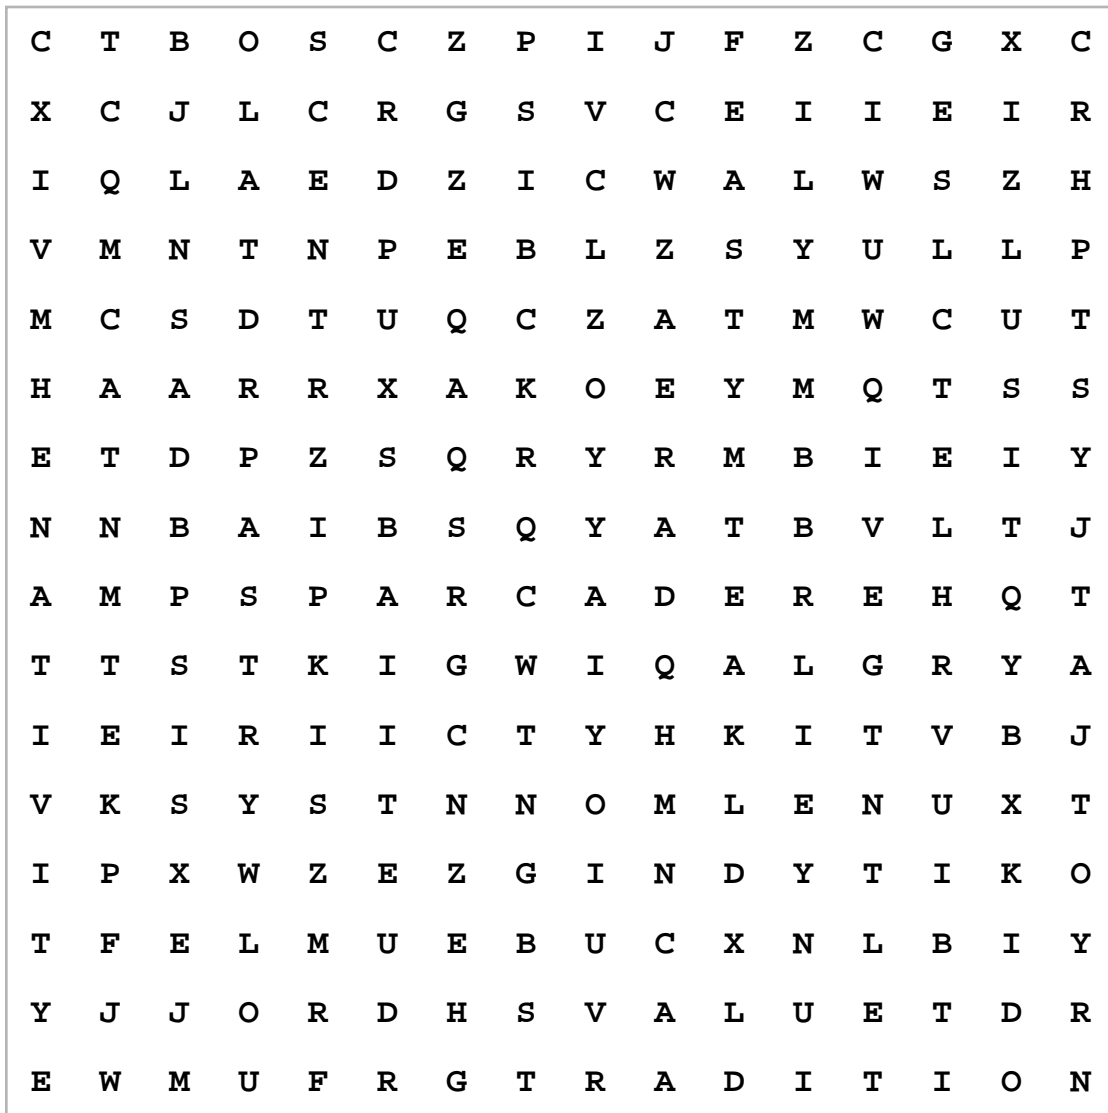 C T B O S C Z P I J F Z C G X C
X C J L C R G S V C E I I E I R
I Q L A E D Z I C W A L W S Z H
V M N T N P E B L Z S Y U L L P
M C S D T U Q C Z A T M W C U T
H A A R R X A K O E Y M Q T S S
E T D P Z S Q R Y R M B I E I Y
N N B A I B S Q Y A T B V L T J
A M P S P A R C A D E R E H Q T
T T S T K I G W I Q A L G R Y A
I E I R I I C T Y H K I T V B J
V K S Y S T N N O M L E N U X T
I P X W Z E Z G I N D Y T I K O
T F E L M U E B U C X N L B I Y
Y J J O R D H S V A L U E T D R
E W M U F R G T R A D I T I O N